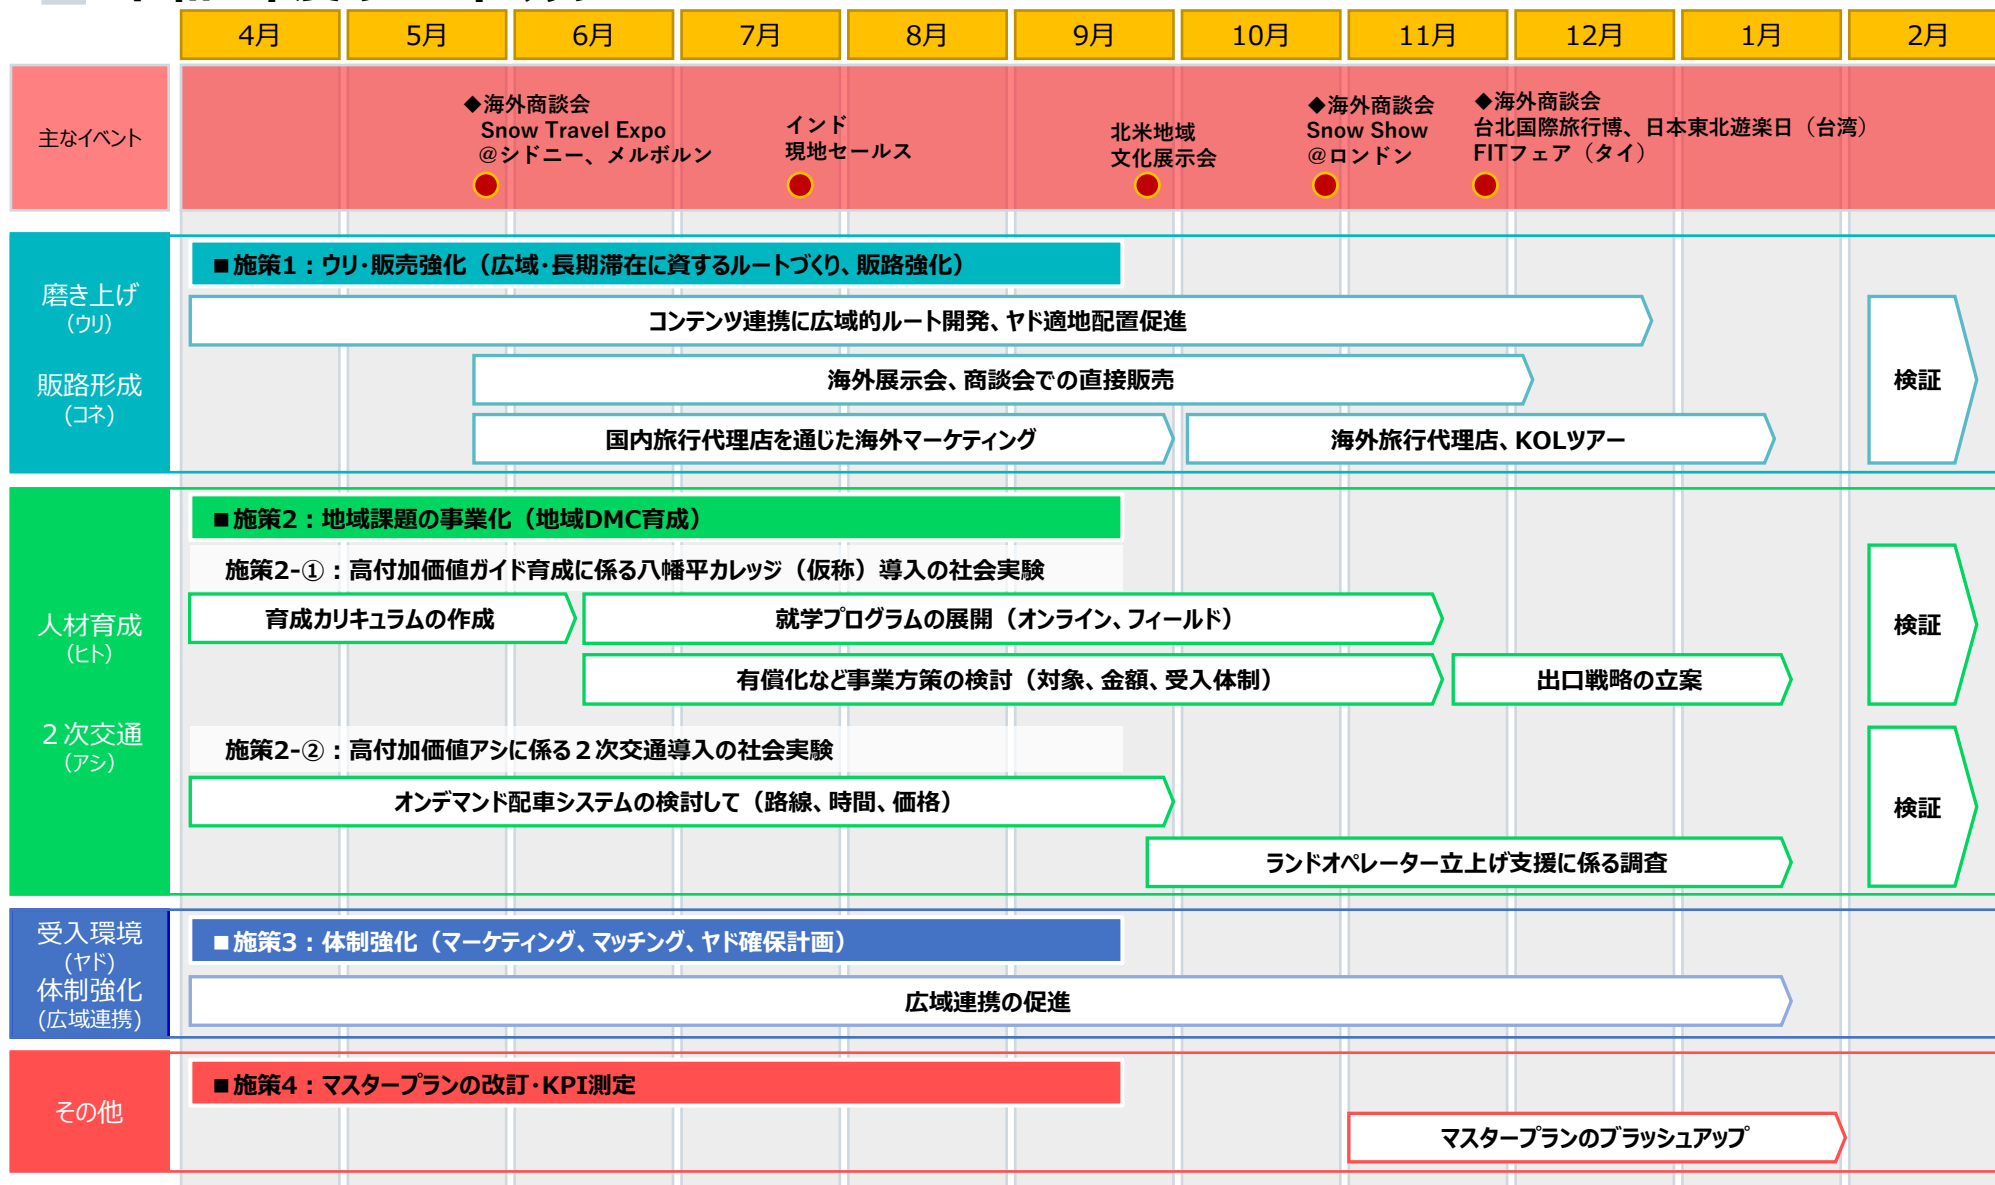 4月 5月 6月 7月 8月 9月 10月 11月 12月 1月 2月
主なイベント
◆海外商談会
Snow Travel Expo
@シドニー、メルボルン
インド
現地セールス
北米地域
文化展示会
◆海外商談会
Snow Show
@ロンドン
◆海外商談会
台北国際旅行博、日本東北遊楽日（台湾）
FITフェア（タイ）
磨き上げ
（ウリ）
販路形成
（コネ）
■施策1：ウリ・販売強化（広域・長期滞在に資するルートづくり、販路強化）
コンテンツ連携に広域的ルート開発、ヤド適地配置促進
海外展示会、商談会での直接販売
国内旅行代理店を通じた海外マーケティング
海外旅行代理店、KOLツアー
検証
人材育成
（ヒト）
２次交通
（アシ）
■施策2：地域課題の事業化（地域DMC育成）
施策2-①：高付加価値ガイド育成に係る八幡平カレッジ（仮称）導入の社会実験
育成カリキュラムの作成
就学プログラムの展開（オンライン、フィールド）
有償化など事業方策の検討（対象、金額、受入体制）
出口戦略の立案
検証
施策2-②：高付加価値アシに係る２次交通導入の社会実験
オンデマンド配車システムの検討して（路線、時間、価格）
ランドオペレーター立上げ支援に係る調査
検証
受入環境
（ヤド）
体制強化
(広域連携)
■施策3：体制強化（マーケティング、マッチング、ヤド確保計画）
広域連携の促進
その他
■施策4：マスタープランの改訂・KPI測定
マスタープランのブラッシュアップ